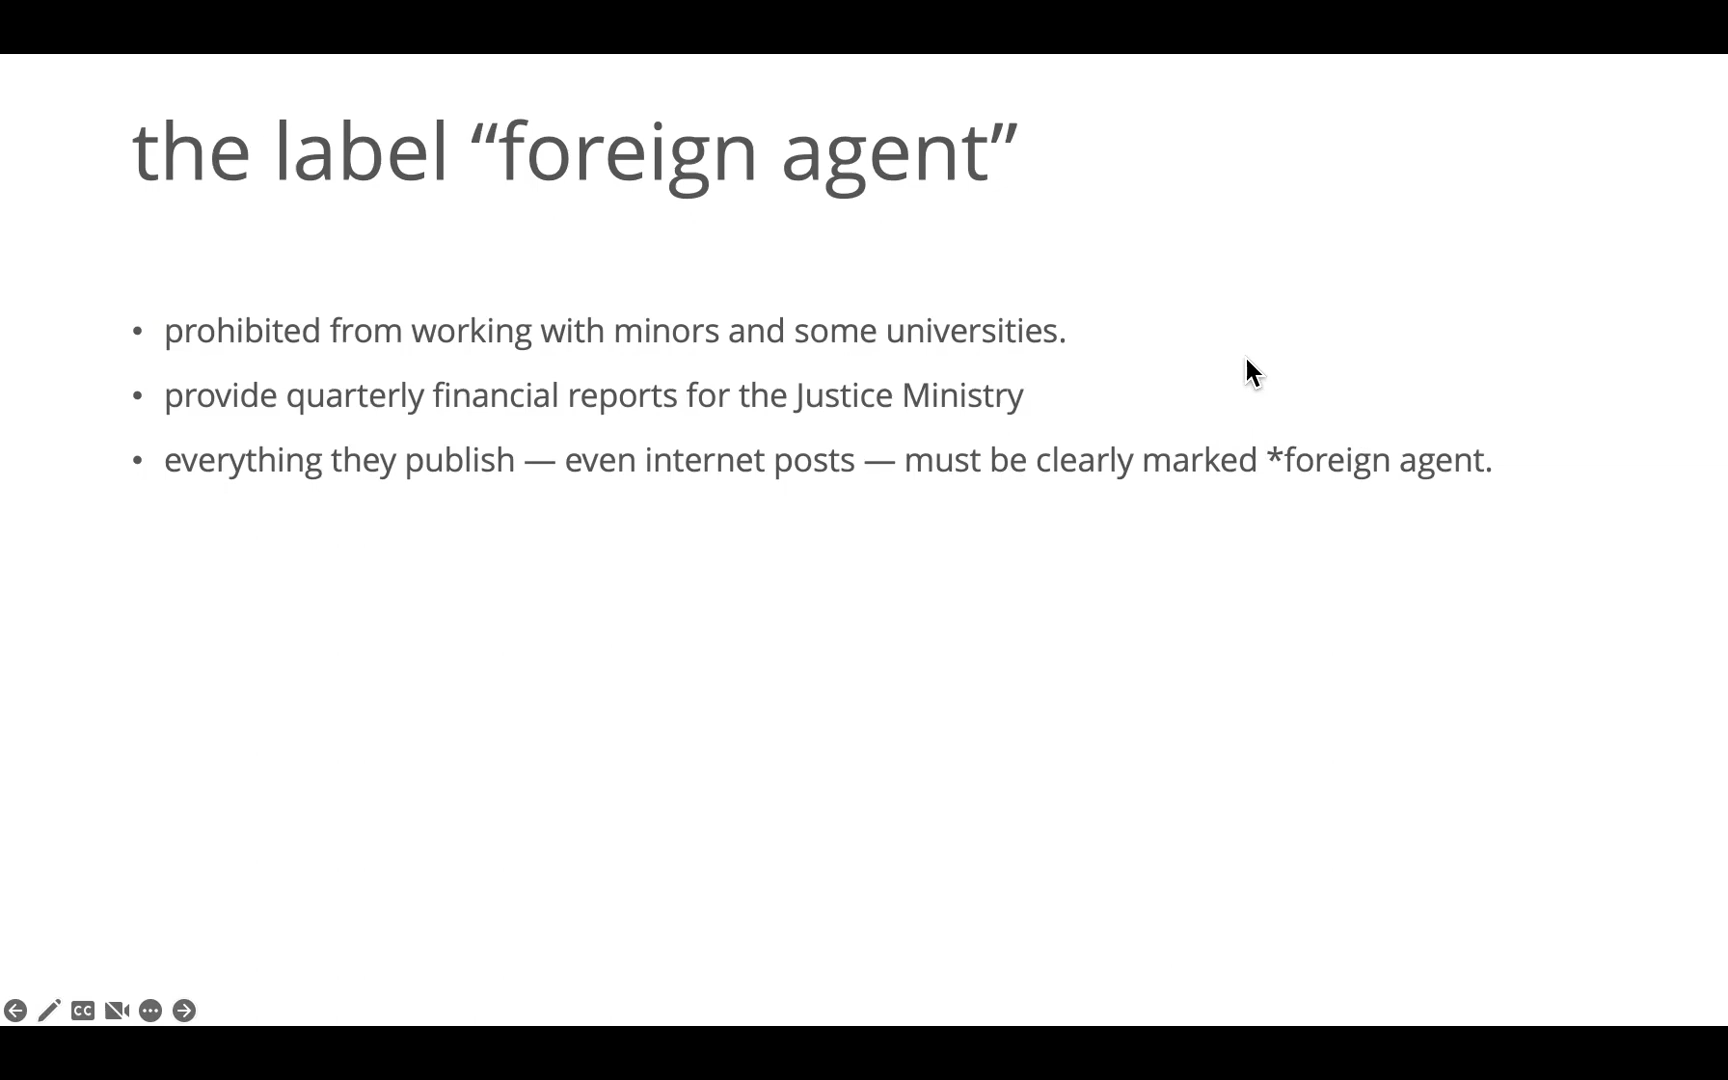 the label “foreign agent”
• prohibited from working with minors and some universities.
• provide quarterly financial reports for the Justice Ministry
• everything they publish — even internet posts — must be clearly marked *foreign agent.
CC